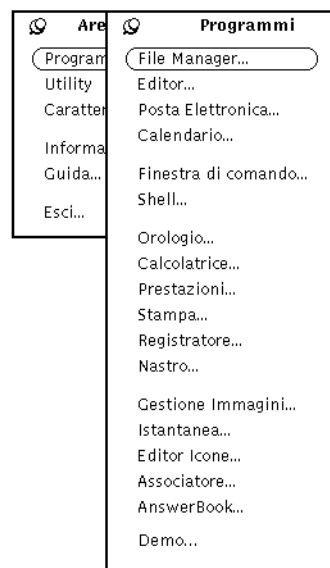 Are
Program
Utility
Caratter
Informa
Guida...
Esci...
Programmi
File Manager...
Editor...
Posta Elettronica...
Calendario...
Finestra di comando...
Shell...
Orologio...
Calcolatrice...
Prestazioni...
Stampa...
Registratore...
Nastro...
Gestione Immagini...
Istantanea...
Editor Icone...
Associatore...
AnswerBook...
Demo...